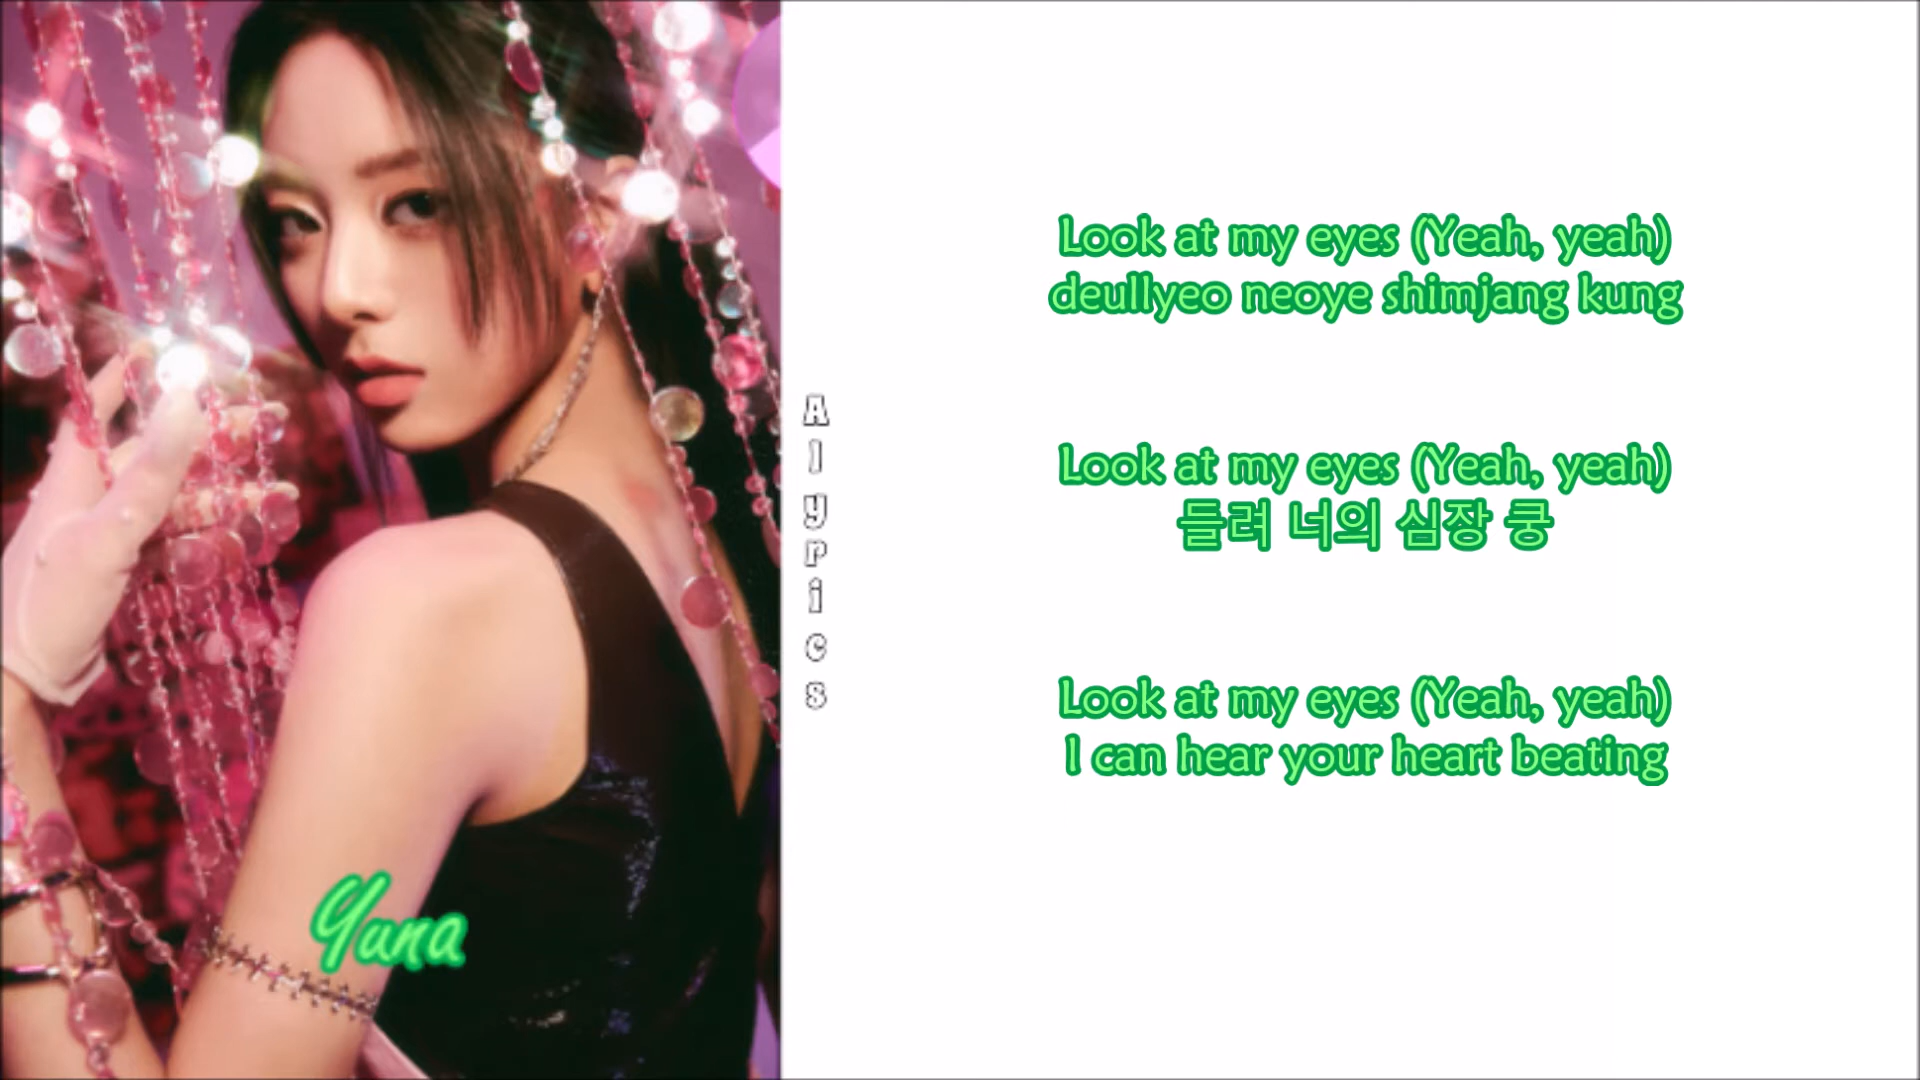 Look at my eyes (Yeah, yeah)
deullyeo neoye shimjang kung
Look at my eyes (Yeah, yeah)
들려 너의 심장 쿵
Look at my eyes (Yeah, yeah)
I can hear your heart beating
Alyrics
Yuna